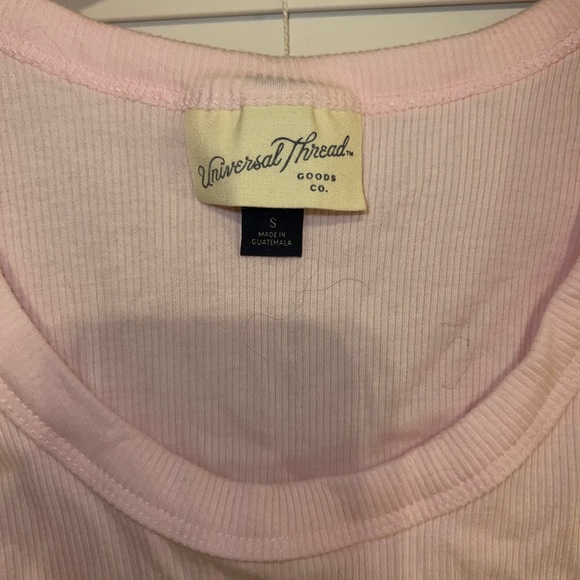 Universal Thread™
GOODS
CO.
S
MADE IN
GUATEMALA